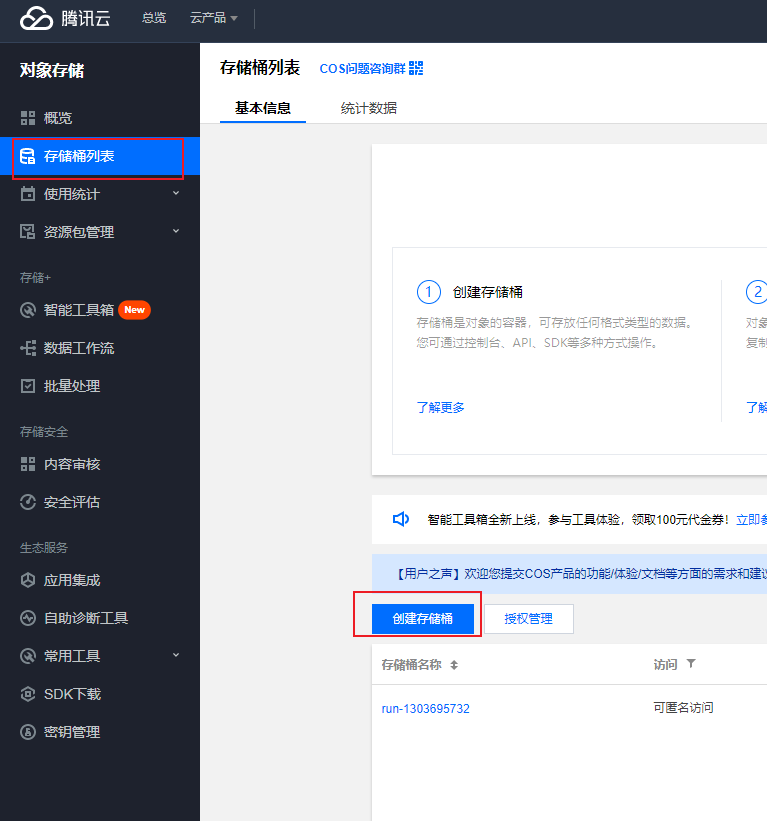 腾讯云
总览
云产品
对象存储
概览
存储桶列表
使用统计
资源包管理
存储+
智能工具箱 New
数据工作流
批量处理
存储安全
内容审核
安全评估
生态服务
应用集成
自助诊断工具
常用工具
SDK下载
密钥管理
存储桶列表
COS问题咨询群
基本信息
统计数据
1 创建存储桶
存储桶是对象的容器，可存放任何格式类型的数据。
您可通过控制台、API、SDK等多种方式操作。
了解更多
2
对象
复制
了解
智能工具箱全新上线，参与工具体验，领取100元代金券！立即参
【用户之声】欢迎您提交COS产品的功能/体验/文档等方面的需求和建议
创建存储桶
授权管理
存储桶名称
访问
run-1303695732
可匿名访问